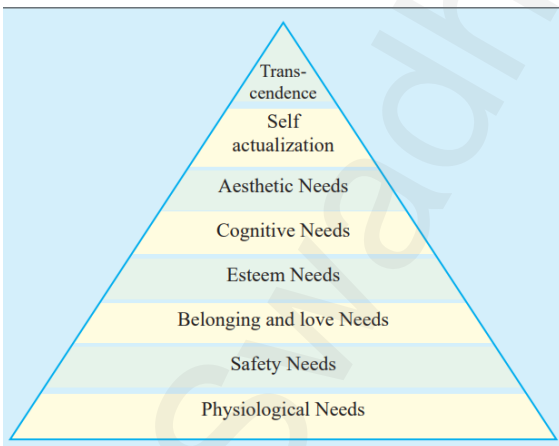 Trans-
cendence
Self
actualization
Aesthetic Needs
Cognitive Needs
Esteem Needs
Belonging and love Needs
Safety Needs
Physiological Needs